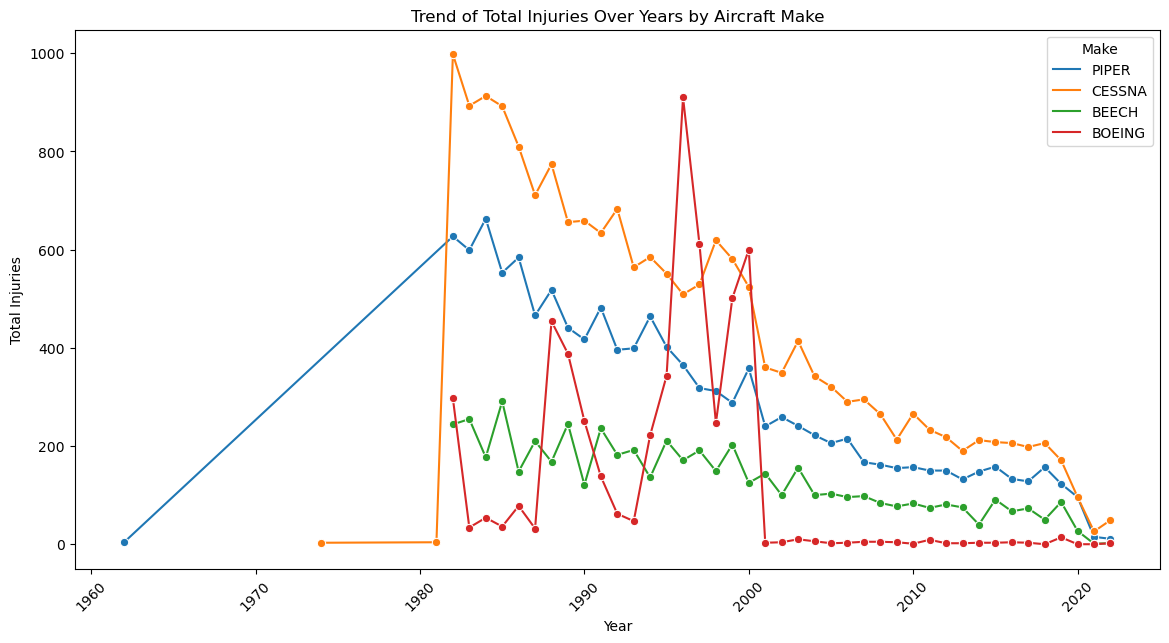 Trend of Total Injuries Over Years by Aircraft Make
Make
PIPER
CESSNA
BEECH
BOEING
Total Injuries
1000
800
600
400
200
0
1960
1970
1980
1990
2000
2010
2020
Year